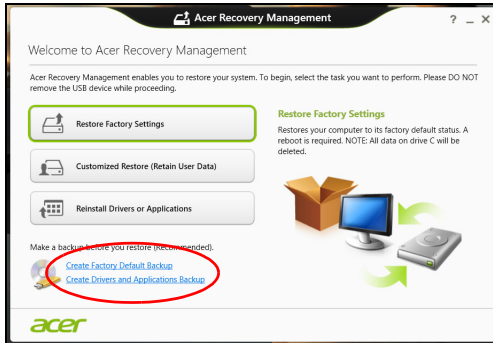 Acer Recovery Management
? _ X
Welcome to Acer Recovery Management
Acer Recovery Management enables you to restore your system. To begin, select the task you want to perform. Please DO NOT
remove the USB device while proceeding.
Restore Factory Settings
Customized Restore (Retain User Data)
Reinstall Drivers or Applications
Restore Factory Settings
Restores your computer to its factory default status. A
reboot is required. NOTE: All data on drive C will be
deleted.
Make a backup before you restore (Recommended).
Create Factory Default Backup
Create Drivers and Applications Backup
acer